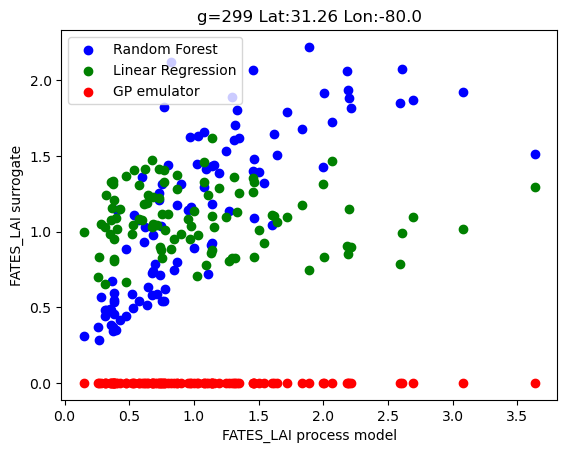 g=299 Lat:31.26 Lon:-80.0
Random Forest
Linear Regression
GP emulator
FATES_LAI surrogate
2.0
1.5
1.0
0.5
0.0
0.0 0.5 1.0 1.5 2.0 2.5 3.0 3.5
FATES_LAI process model